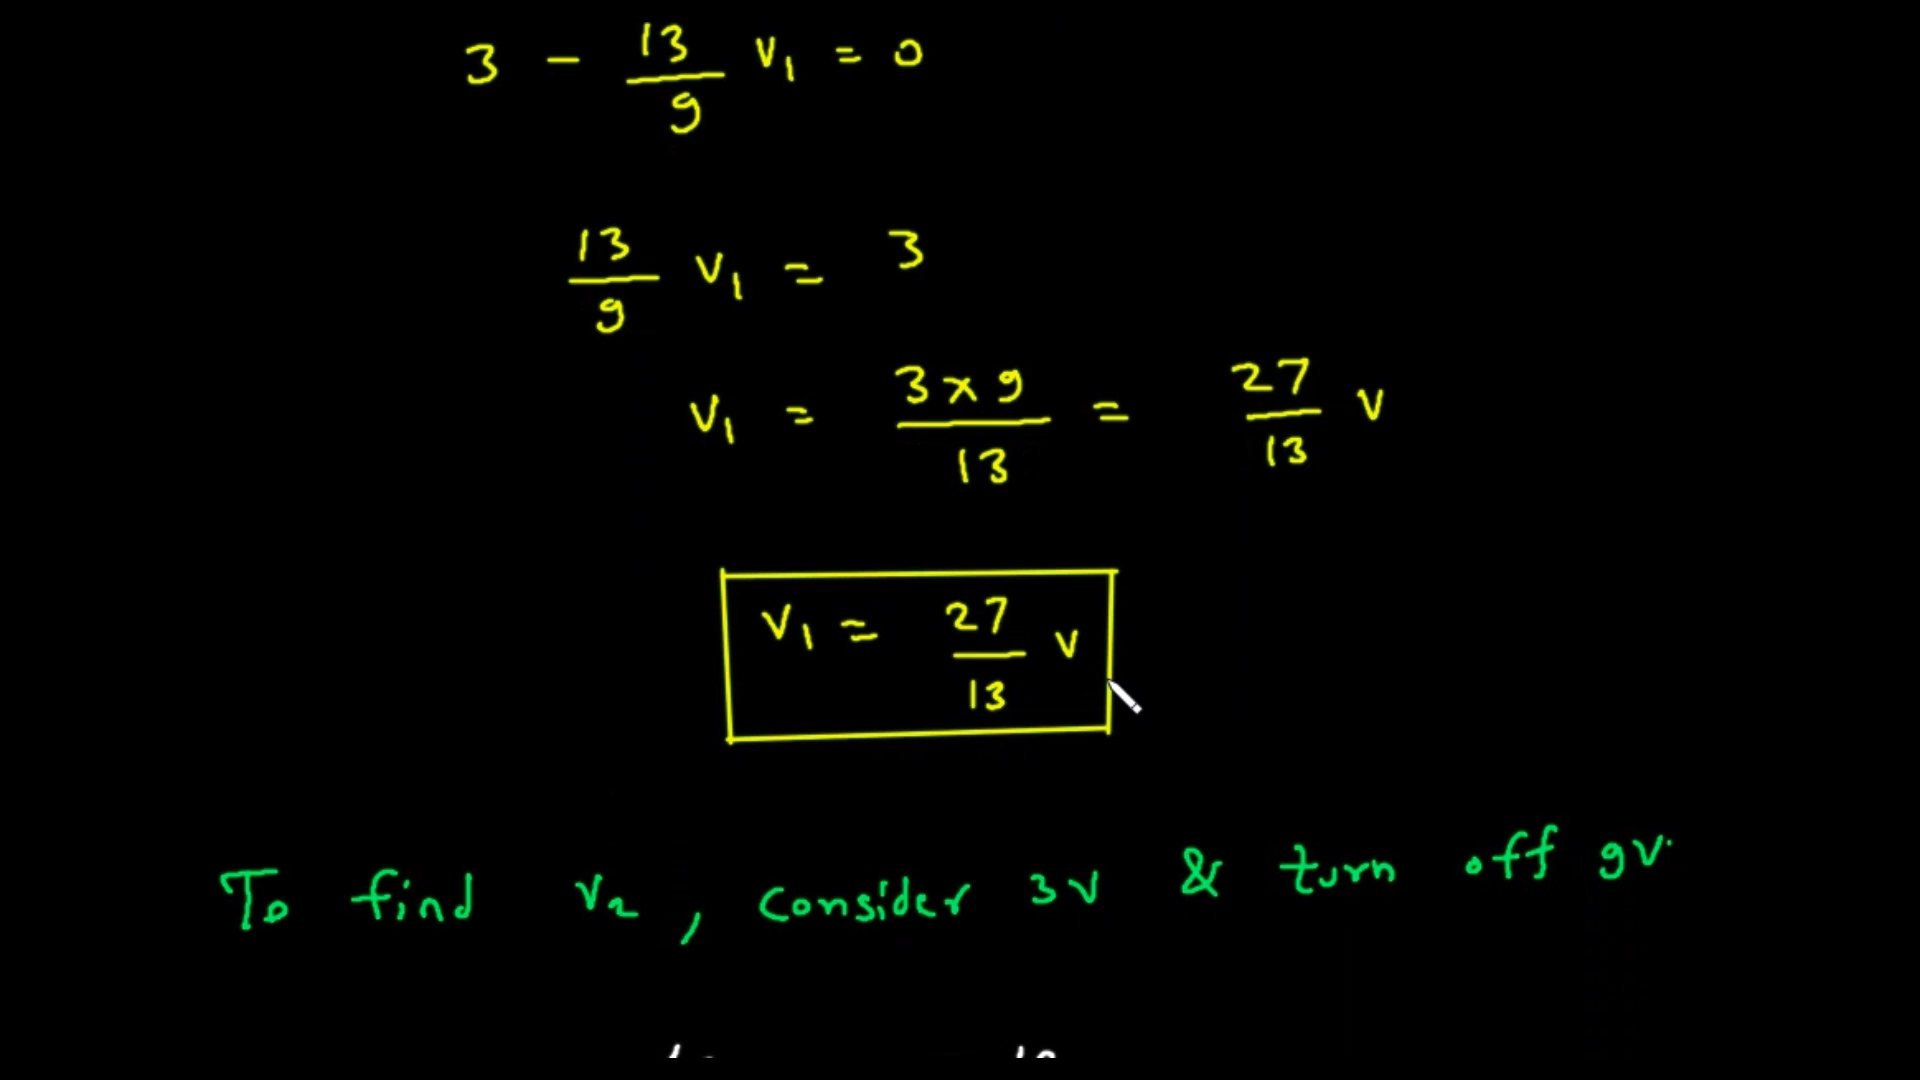 3 - 13/9 v₁ = 0
13/9 v₁ = 3
v₁ = 3 x 9/13 = 27/13 v
v₁ = 27/13 v
To find v₂, consider 3v & turn off 9v.